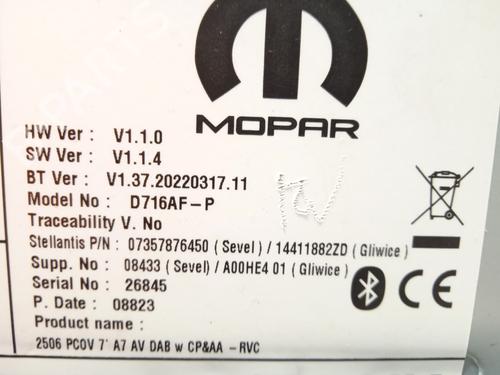 MOPAR
HW Ver : V1.1.0
SW Ver : V1.1.4
BT Ver : V1.37.20220317.11
Model No : D716AF-P
Traceability V. No
Stellantis P/N : 07357876450 ( Sevel ) / 14411882ZD ( Gliwice )
Supp. No : 08433 ( Sevel ) / A00HE4 01 ( Gliwice )
Serial No : 26845
P. Date : 08823
Product name :
2506 PCOV 7' A7 AV DAB w CP&AA -RVC
CE